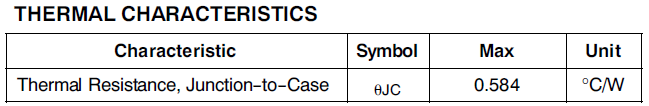 THERMAL CHARACTERISTICS
Characteristic Symbol Max Unit
Thermal Resistance, Junction-to-Case θJC 0.584 °C/W